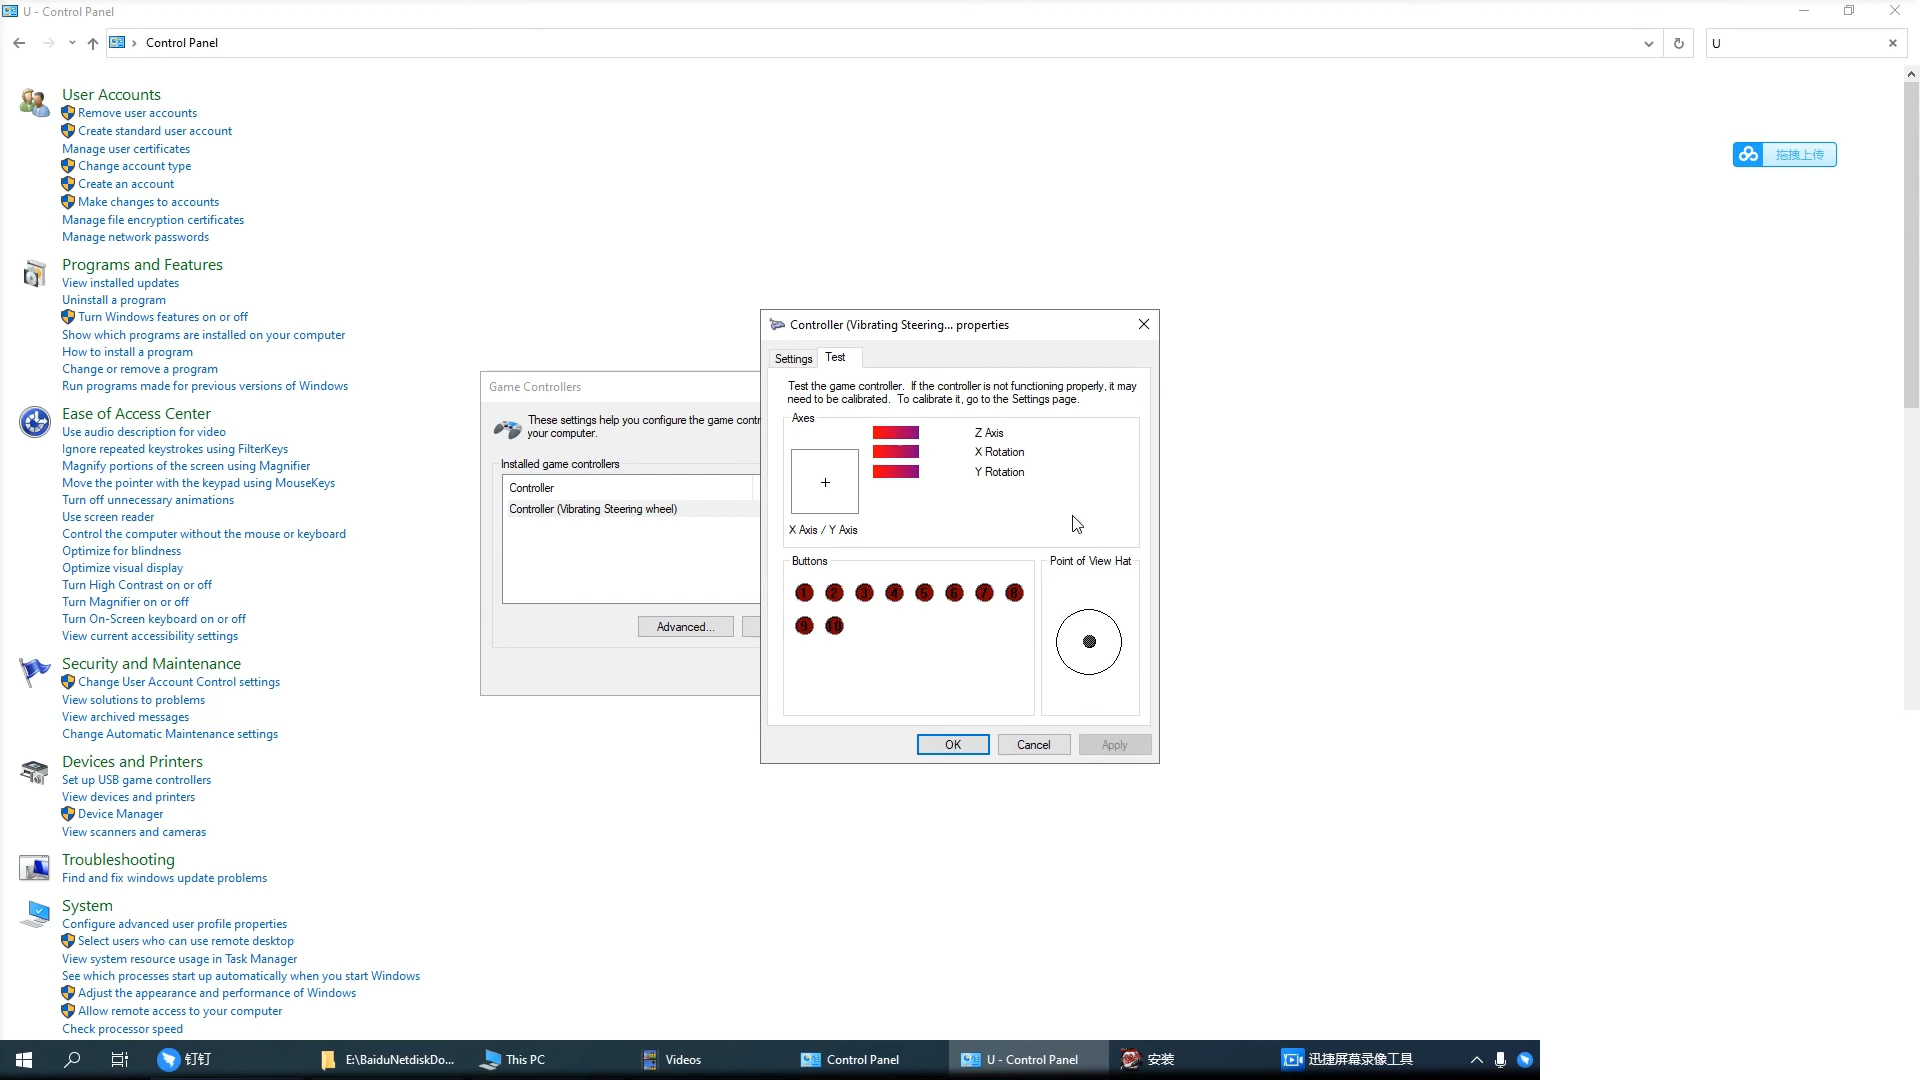 U - Control Panel
Control Panel
U
User Accounts
Remove user accounts
Create standard user account
Manage user certificates
Change account type
Create an account
Make changes to accounts
Manage file encryption certificates
Manage network passwords
拖拽上传
Programs and Features
View installed updates
Uninstall a program
Turn Windows features on or off
Show which programs are installed on your computer
How to install a program
Change or remove a program
Run programs made for previous versions of Windows
Ease of Access Center
Use audio description for video
Ignore repeated keystrokes using FilterKeys
Magnify portions of the screen using Magnifier
Move the pointer with the keypad using MouseKeys
Turn off unnecessary animations
Use screen reader
Control the computer without the mouse or keyboard
Optimize for blindness
Optimize visual display
Turn High Contrast on or off
Turn Magnifier on or off
Turn On-Screen keyboard on or off
View current accessibility settings
Security and Maintenance
Change User Account Control settings
View solutions to problems
View archived messages
Change Automatic Maintenance settings
Devices and Printers
Set up USB game controllers
View devices and printers
Device Manager
View scanners and cameras
Troubleshooting
Find and fix windows update problems
System
Configure advanced user profile properties
Select users who can use remote desktop
View system resource usage in Task Manager
See which processes start up automatically when you start Windows
Adjust the appearance and performance of Windows
Allow remote access to your computer
Check processor speed
Game Controllers
These settings help you configure the game contr
your computer.
Installed game controllers
Controller
Controller (Vibrating Steering wheel)
Advanced...
Controller (Vibrating Steering... properties
Settings
Test
Test the game controller. If the controller is not functioning properly, it may
need to be calibrated. To calibrate it, go to the Settings page.
Axes
Z Axis
X Rotation
Y Rotation
X Axis / Y Axis
Buttons
1 2 3 4 5 6 7 8
9 10
Point of View Hat
OK
Cancel
Apply
钉钉
E:\BaiduNetdiskDo...
This PC
Videos
Control Panel
U - Control Panel
安装
迅捷屏幕录像工具